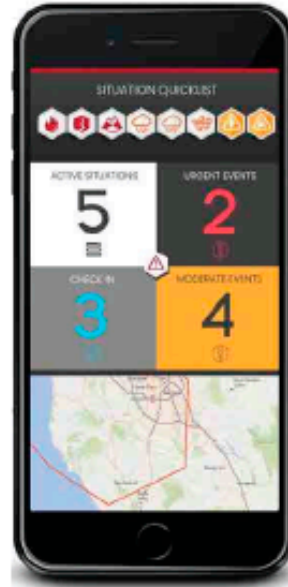 SITUATION QUICKLIST
ACTIVE SITUATIONS
URGENT EVENTS
5
2
CHECK IN
MODERATE EVENTS
3
4